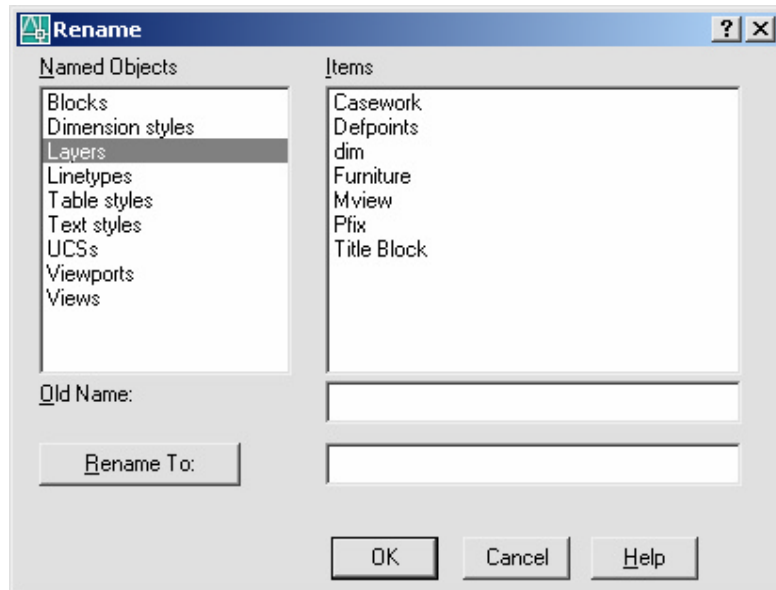 Rename
Named Objects
Blocks
Dimension styles
Layers
Linetypes
Table styles
Text styles
UCSs
Viewports
Views
Items
Casework
Defpoints
dim
Furniture
Mview
Pfix
Title Block
Old Name:
Rename To:
OK Cancel Help